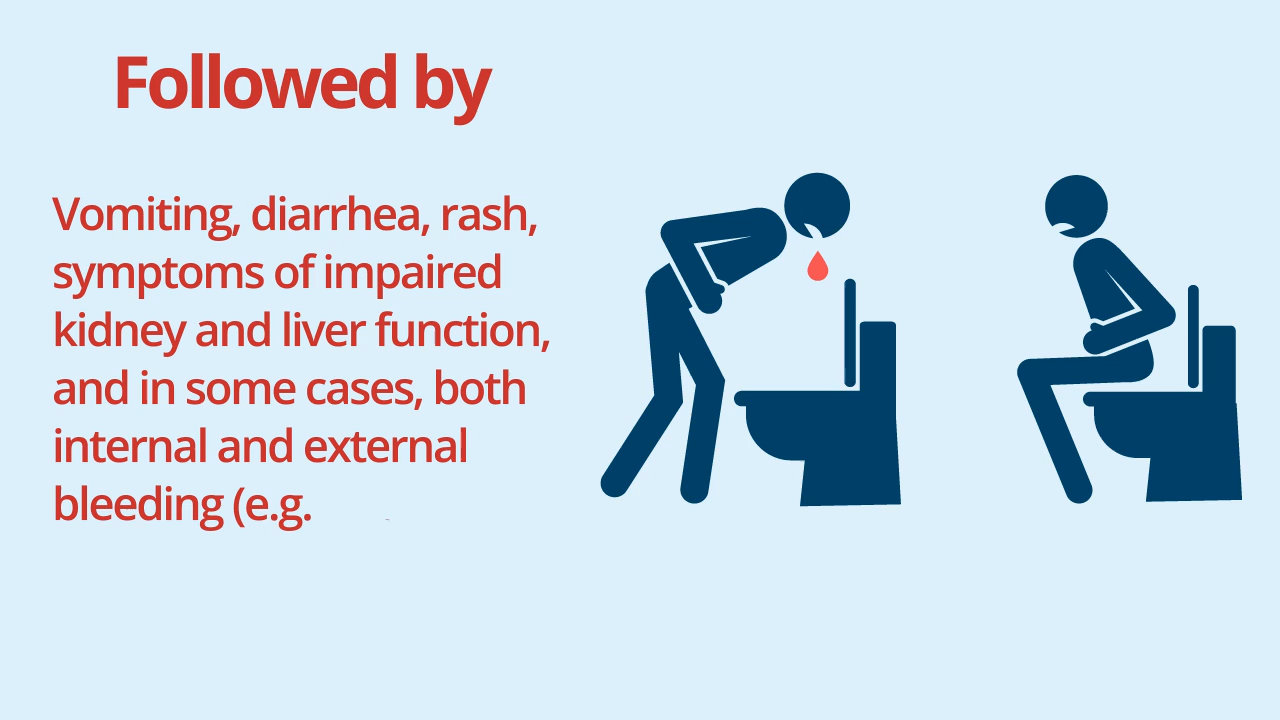 Followed by
Vomiting, diarrhea, rash,
symptoms of impaired
kidney and liver function,
and in some cases, both
internal and external
bleeding (e.g.